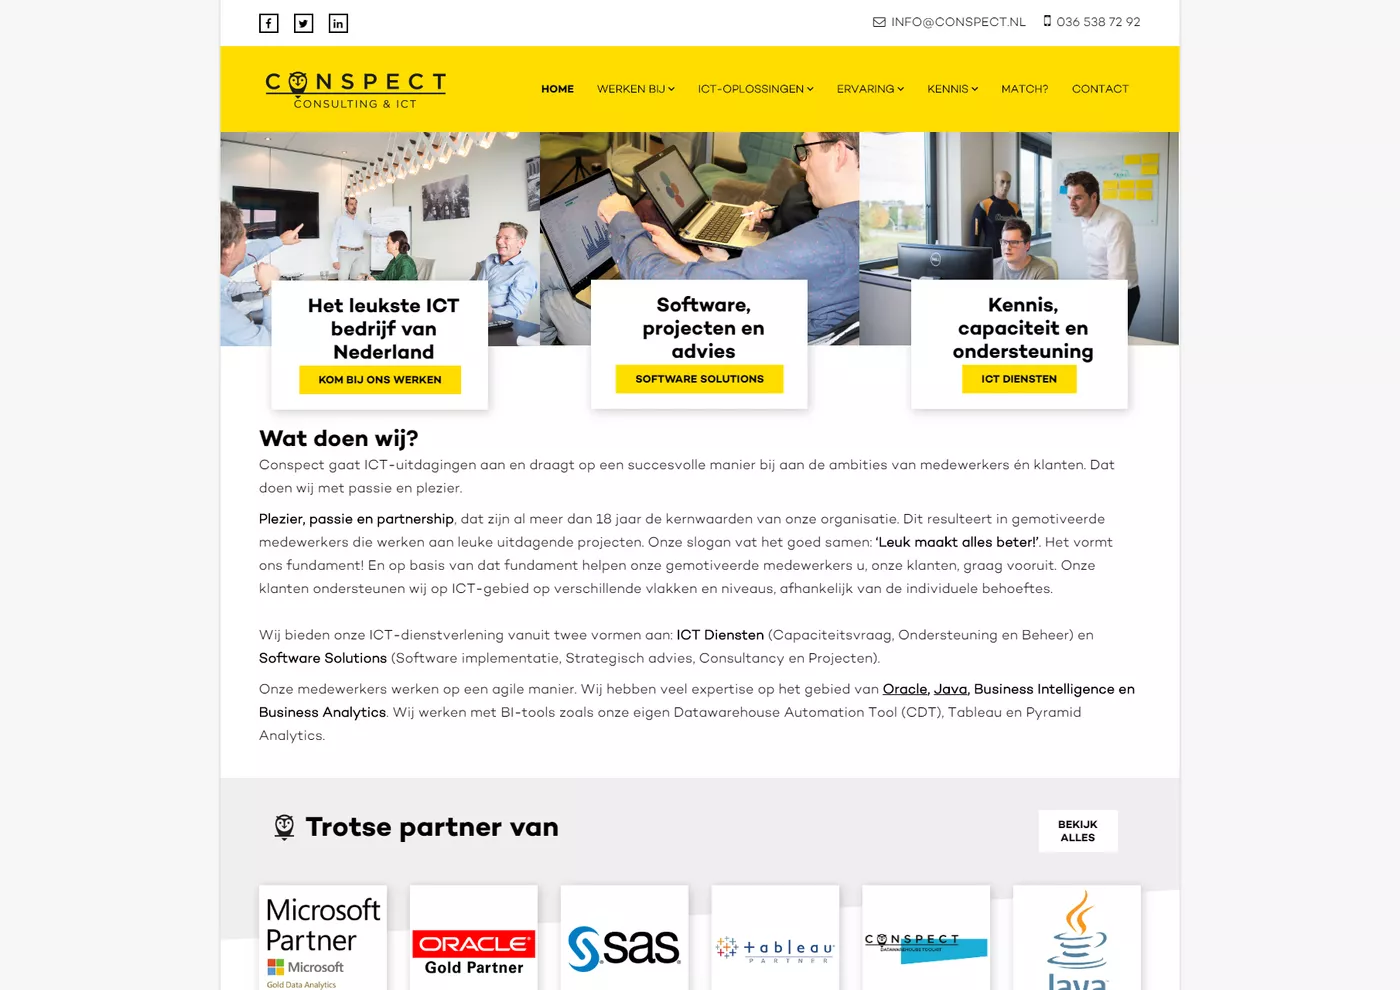 INFO@CONSPECT.NL 036 538 72 92
CONSPECT
CONSULTING & ICT
HOME WERKEN BIJ ICT-OPLOSSINGEN ERVARING KENNIS MATCH? CONTACT
Het leukste ICT
bedrijf van
Nederland
KOM BIJ ONS WERKEN
Software,
projecten en
advies
SOFTWARE SOLUTIONS
Kennis,
capaciteit en
ondersteuning
ICT DIENSTEN
Wat doen wij?
Conspect gaat ICT-uitdagingen aan en draagt op een succesvolle manier bij aan de ambities van medewerkers én klanten. Dat
doen wij met passie en plezier.
Plezier, passie en partnership, dat zijn al meer dan 18 jaar de kernwaarden van onze organisatie. Dit resulteert in gemotiveerde
medewerkers die werken aan leuke uitdagende projecten. Onze slogan vat het goed samen: ‘Leuk maakt alles beter!’. Het vormt
ons fundament! En op basis van dat fundament helpen onze gemotiveerde medewerkers u, onze klanten, graag vooruit. Onze
klanten ondersteunen wij op ICT-gebied op verschillende vlakken en niveaus, afhankelijk van de individuele behoeftes.
Wij bieden onze ICT-dienstverlening vanuit twee vormen aan: ICT Diensten (Capaciteitsvraag, Ondersteuning en Beheer) en
Software Solutions (Software implementatie, Strategisch advies, Consultancy en Projecten).
Onze medewerkers werken op een agile manier. Wij hebben veel expertise op het gebied van Oracle, Java, Business Intelligence en
Business Analytics. Wij werken met BI-tools zoals onze eigen Datawarehouse Automation Tool (CDT), Tableau en Pyramid
Analytics.
Trotse partner van
BEKIJK
ALLES
Microsoft
Partner
Microsoft
Gold Data Analytics
ORACLE
Gold Partner
sas
tableau
PARTNER
CONSPECT
Java